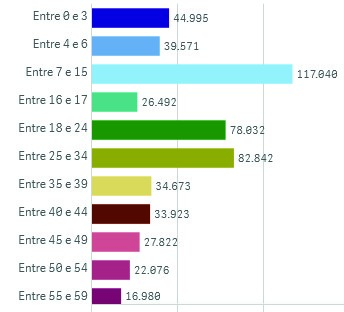 Entre 0 e 3 44.995
Entre 4 e 6 39.571
Entre 7 e 15 117.040
Entre 16 e 17 26.492
Entre 18 e 24 78.032
Entre 25 e 34 82.842
Entre 35 e 39 34.673
Entre 40 e 44 33.923
Entre 45 e 49 27.822
Entre 50 e 54 22.076
Entre 55 e 59 16.980